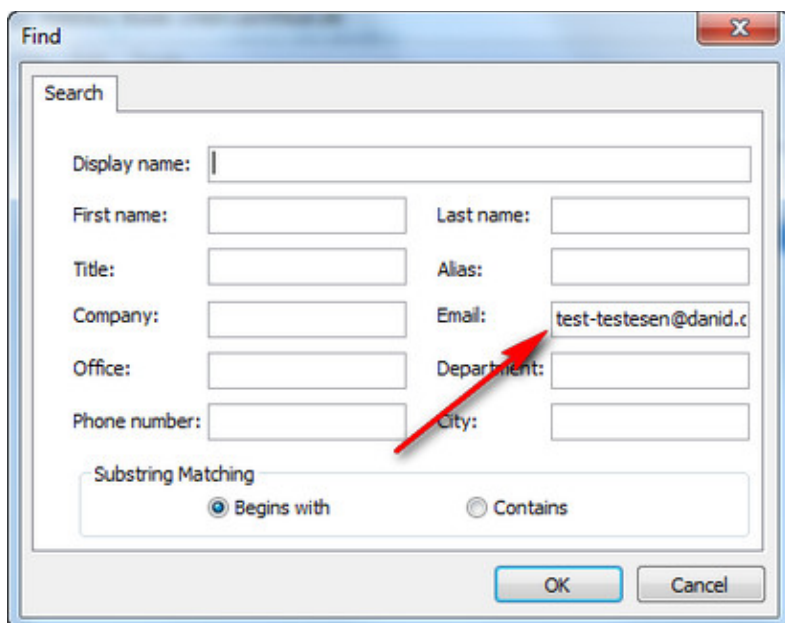 Find
Search
Display name:
First name:
Last name:
Title:
Alias:
Company:
Email: test-testesen@danid.c
Office:
Department:
Phone number:
City:
Substring Matching
Begins with
Contains
OK
Cancel